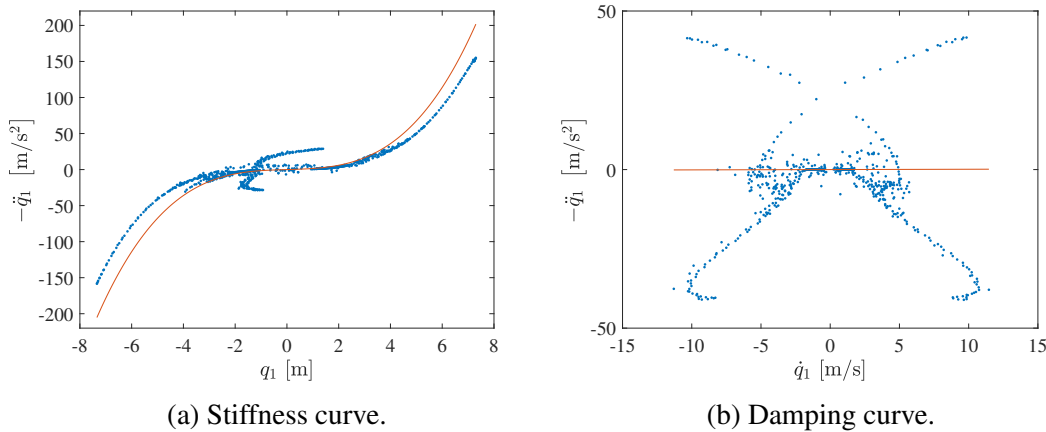 200
150
100
50
0
-50
-100
-150
-200
-8 -6 -4 -2 0 2 4 6 8
q₁ [m]
−q̈₁ [m/s²]
(a) Stiffness curve.
50
0
-50
-15 -10 -5 0 5 10 15
q̇₁ [m/s]
−q̈₁ [m/s²]
(b) Damping curve.